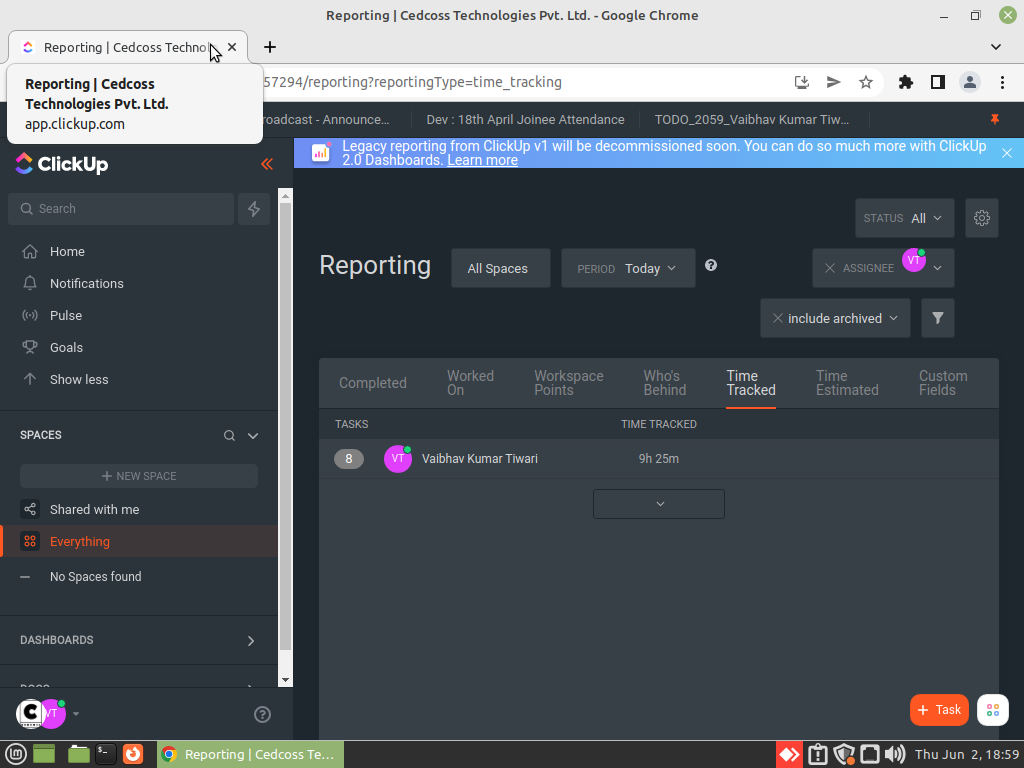 Reporting | Cedcoss Technologies Pvt. Ltd. - Google Chrome
Reporting | Cedcoss Technol
Reporting | Cedcoss
Technologies Pvt. Ltd.
app.clickup.com
57294/reporting?reportingType=time_tracking
roadcast - Announce...
Dev : 18th April Joinee Attendance
TODO_2059_Vaibhav Kumar Tiw...
ClickUp
Legacy reporting from ClickUp v1 will be decommissioned soon. You can do so much more with ClickUp
2.0 Dashboards. Learn more
Search
Home
Notifications
Pulse
Goals
Show less
SPACES
+ NEW SPACE
Shared with me
Everything
No Spaces found
DASHBOARDS
DOCS
C
VT
STATUS All
Reporting
All Spaces
PERIOD Today
ASSIGNEE VT
include archived
Completed
Worked On
Workspace Points
Who's Behind
Time Tracked
Time Estimated
Custom Fields
TASKS
TIME TRACKED
8 VT Vaibhav Kumar Tiwari 9h 25m
+ Task
Reporting | Cedcoss Te...
Thu Jun 2, 18:59